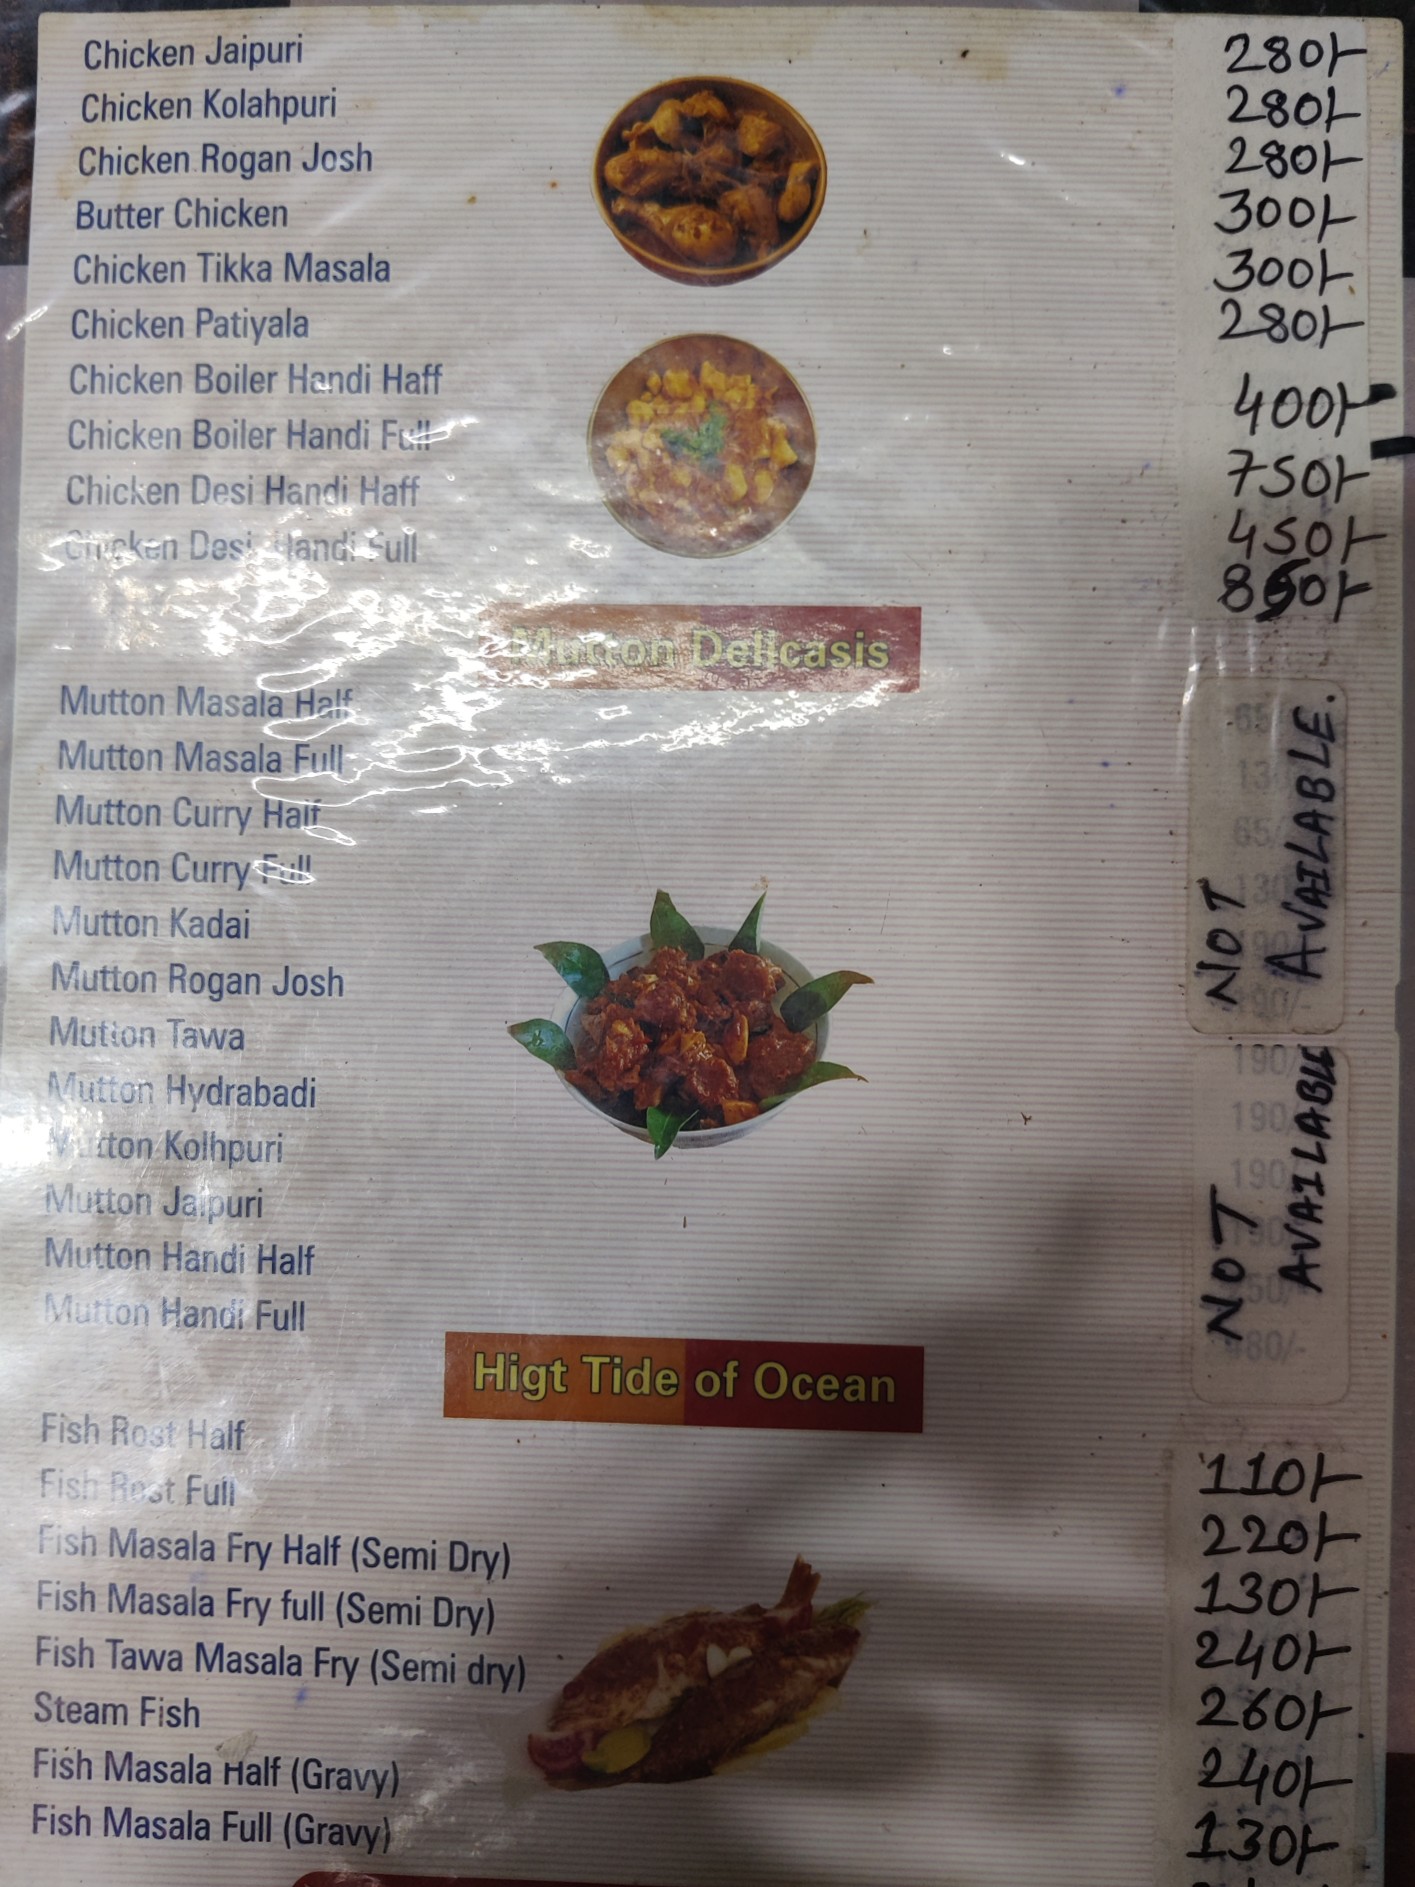 Chicken Jaipuri 280/-
Chicken Kolahpuri 280/-
Chicken Rogan Josh 280/-
Butter Chicken 300/-
Chicken Tikka Masala 300/-
Chicken Patiyala 280/-
Chicken Boiler Handi Haff 400/-
Chicken Boiler Handi Full 750/-
Chicken Desi Handi Haff 450/-
Chicken Desi Handi Full 850/-
Mutton Delicasis
Mutton Masala Half
Mutton Masala Full
Mutton Curry Half
Mutton Curry Full
Mutton Kadai
Mutton Rogan Josh
NOT AVAILABLE.
Mutton Tawa 190/-
Mutton Hydrabadi 190
Mutton Kolhpuri 190
Mutton Jaipuri
Mutton Handi Half
Mutton Handi Full
NOT AVAILABLE
Higt Tide of Ocean
Fish Rost Half 110/-
Fish Rost Full 220/-
Fish Masala Fry Half (Semi Dry) 130/-
Fish Masala Fry full (Semi Dry) 240/-
Fish Tawa Masala Fry (Semi dry) 260/-
Steam Fish 240/-
Fish Masala Half (Gravy) 130/-
Fish Masala Full (Gravy)